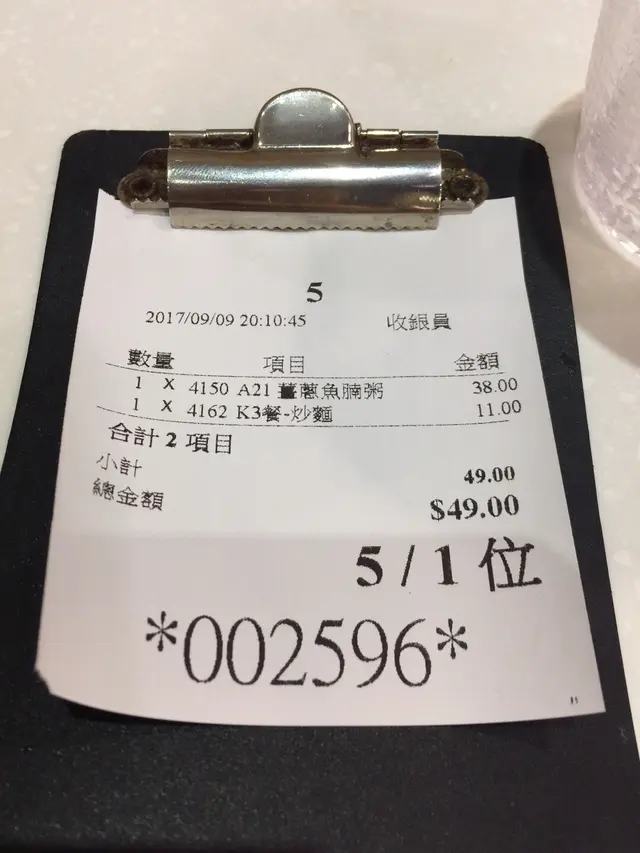 5
2017/09/09 20:10:45 收銀員
數量 項目 金額
1 X 4150 A21 薑蔥魚腩粥 38.00
1 X 4162 K3餐-炒麵 11.00
合計 2 項目
小計 49.00
總金額 $49.00
5 / 1 位
*002596*